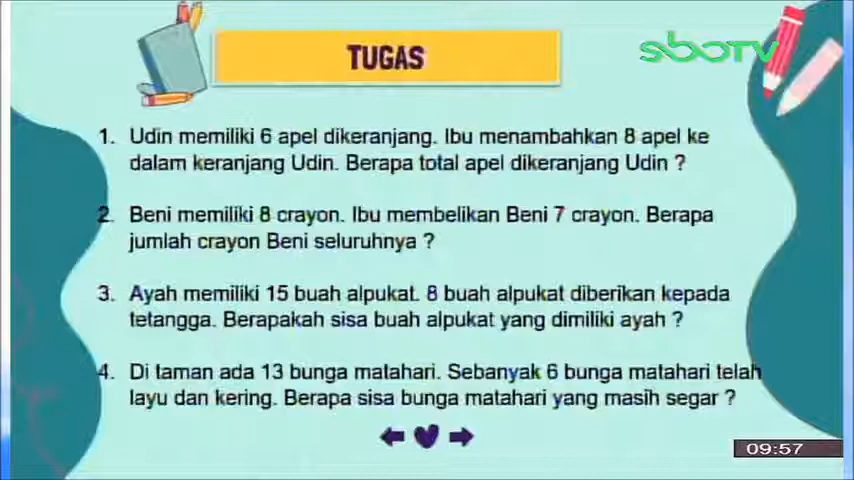 TUGAS
sboTV
1. Udin memiliki 6 apel dikeranjang. Ibu menambahkan 8 apel ke
dalam keranjang Udin. Berapa total apel dikeranjang Udin ?
2. Beni memiliki 8 crayon. Ibu membelikan Beni 7 crayon. Berapa
jumlah crayon Beni seluruhnya ?
3. Ayah memiliki 15 buah alpukat. 8 buah alpukat diberikan kepada
tetangga. Berapakah sisa buah alpukat yang dimiliki ayah ?
4. Di taman ada 13 bunga matahari. Sebanyak 6 bunga matahari telah
layu dan kering. Berapa sisa bunga matahari yang masih segar ?
09:57